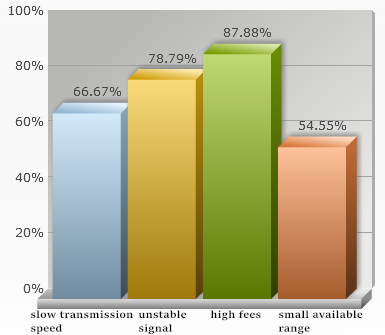 100%
87.88%
78.79%
80%
66.67%
60%
54.55%
40%
20%
0%
slow transmission
speed
unstable
signal
high fees
small available
range